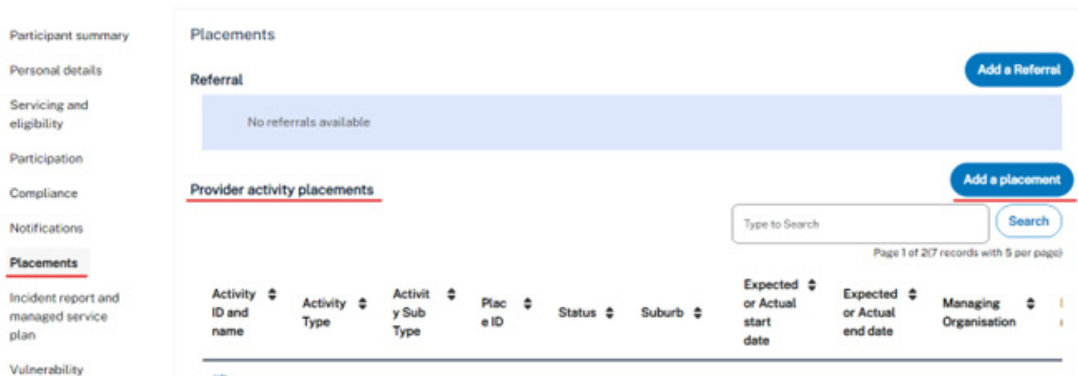 Participant summary
Personal details
Servicing and
eligibility
Participation
Compliance
Notifications
Placements
Incident report and
managed service
plan
Vulnerability
Placements
Add a Referral
Referral
No referrals available
Add a placement
Provider activity placements
Type to Search
Search
Page 1 of 2(7 records with 5 per page)
Activity
ID and
name
Activity
Type
Activit
y Sub
Type
Plac
e ID
Status
Suburb
Expected
or Actual
start
date
Expected
or Actual
end date
Managing
Organisation